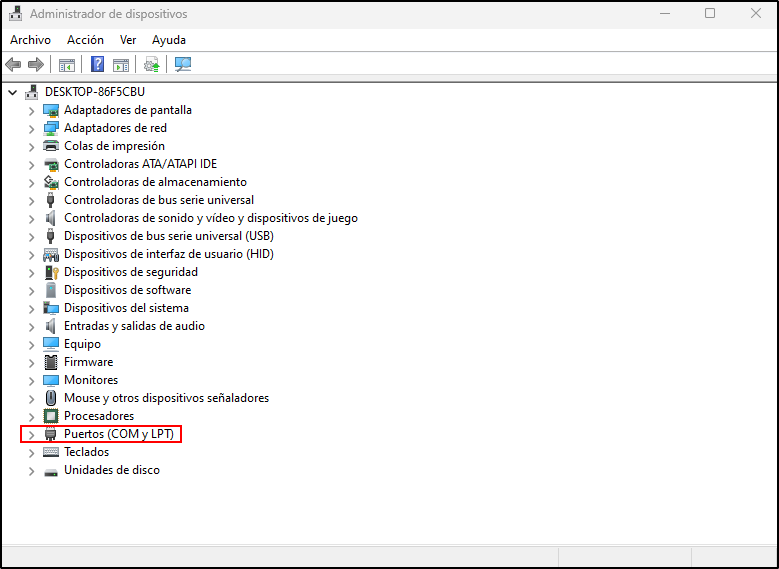 Administrador de dispositivos
Archivo Acción Ver Ayuda
DESKTOP-86F5CBU
Adaptadores de pantalla
Adaptadores de red
Colas de impresión
Controladoras ATA/ATAPI IDE
Controladoras de almacenamiento
Controladoras de bus serie universal
Controladoras de sonido y vídeo y dispositivos de juego
Dispositivos de bus serie universal (USB)
Dispositivos de interfaz de usuario (HID)
Dispositivos de seguridad
Dispositivos de software
Dispositivos del sistema
Entradas y salidas de audio
Equipo
Firmware
Monitores
Mouse y otros dispositivos señaladores
Procesadores
Puertos (COM y LPT)
Teclados
Unidades de disco